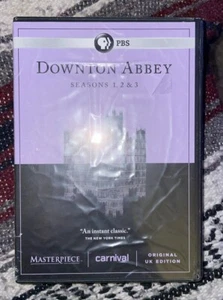 PBS
DOWNTON ABBEY
SEASONS 1, 2 & 3
"An instant classic."
THE NEW YORK TIMES
MASTERPIECE
carnival
ORIGINAL
UK EDITION